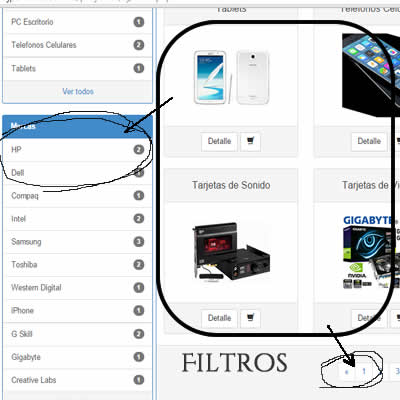 Tablets
Telefonos Celu
PC Escritorio 1
Telefonos Celulares 2
Tablets 1
Ver todos
Detalle
Detalle
Marcas
HP 2
Dell 1
Compaq 1
Intel 2
Samsung 3
Toshiba 2
Western Digital 1
IPhone 1
G Skill 2
Gigabyte 1
Creative Labs 1
Tarjetas de Sonido
Tarjetas de Vi
GIGABYTE
NVIDIA
Detalle
Detalle
FILTROS
« 1 3